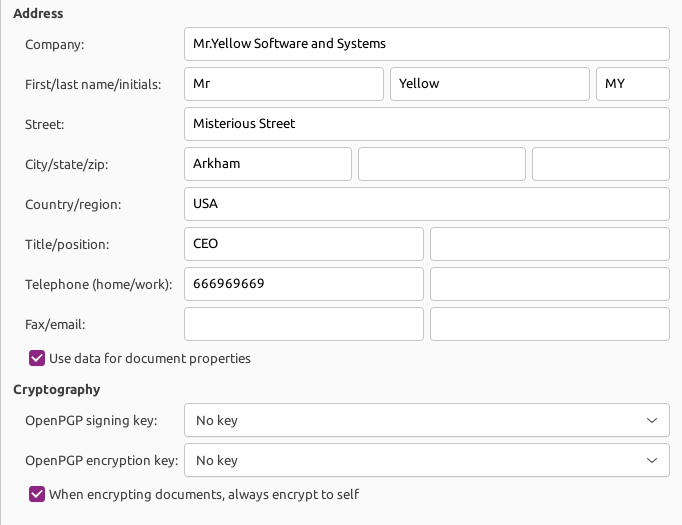 Address
Company: Mr.Yellow Software and Systems
First/last name/initials: Mr Yellow MY
Street: Misterious Street
City/state/zip: Arkham
Country/region: USA
Title/position: CEO
Telephone (home/work): 666969669
Fax/email:
Use data for document properties
Cryptography
OpenPGP signing key: No key
OpenPGP encryption key: No key
When encrypting documents, always encrypt to self